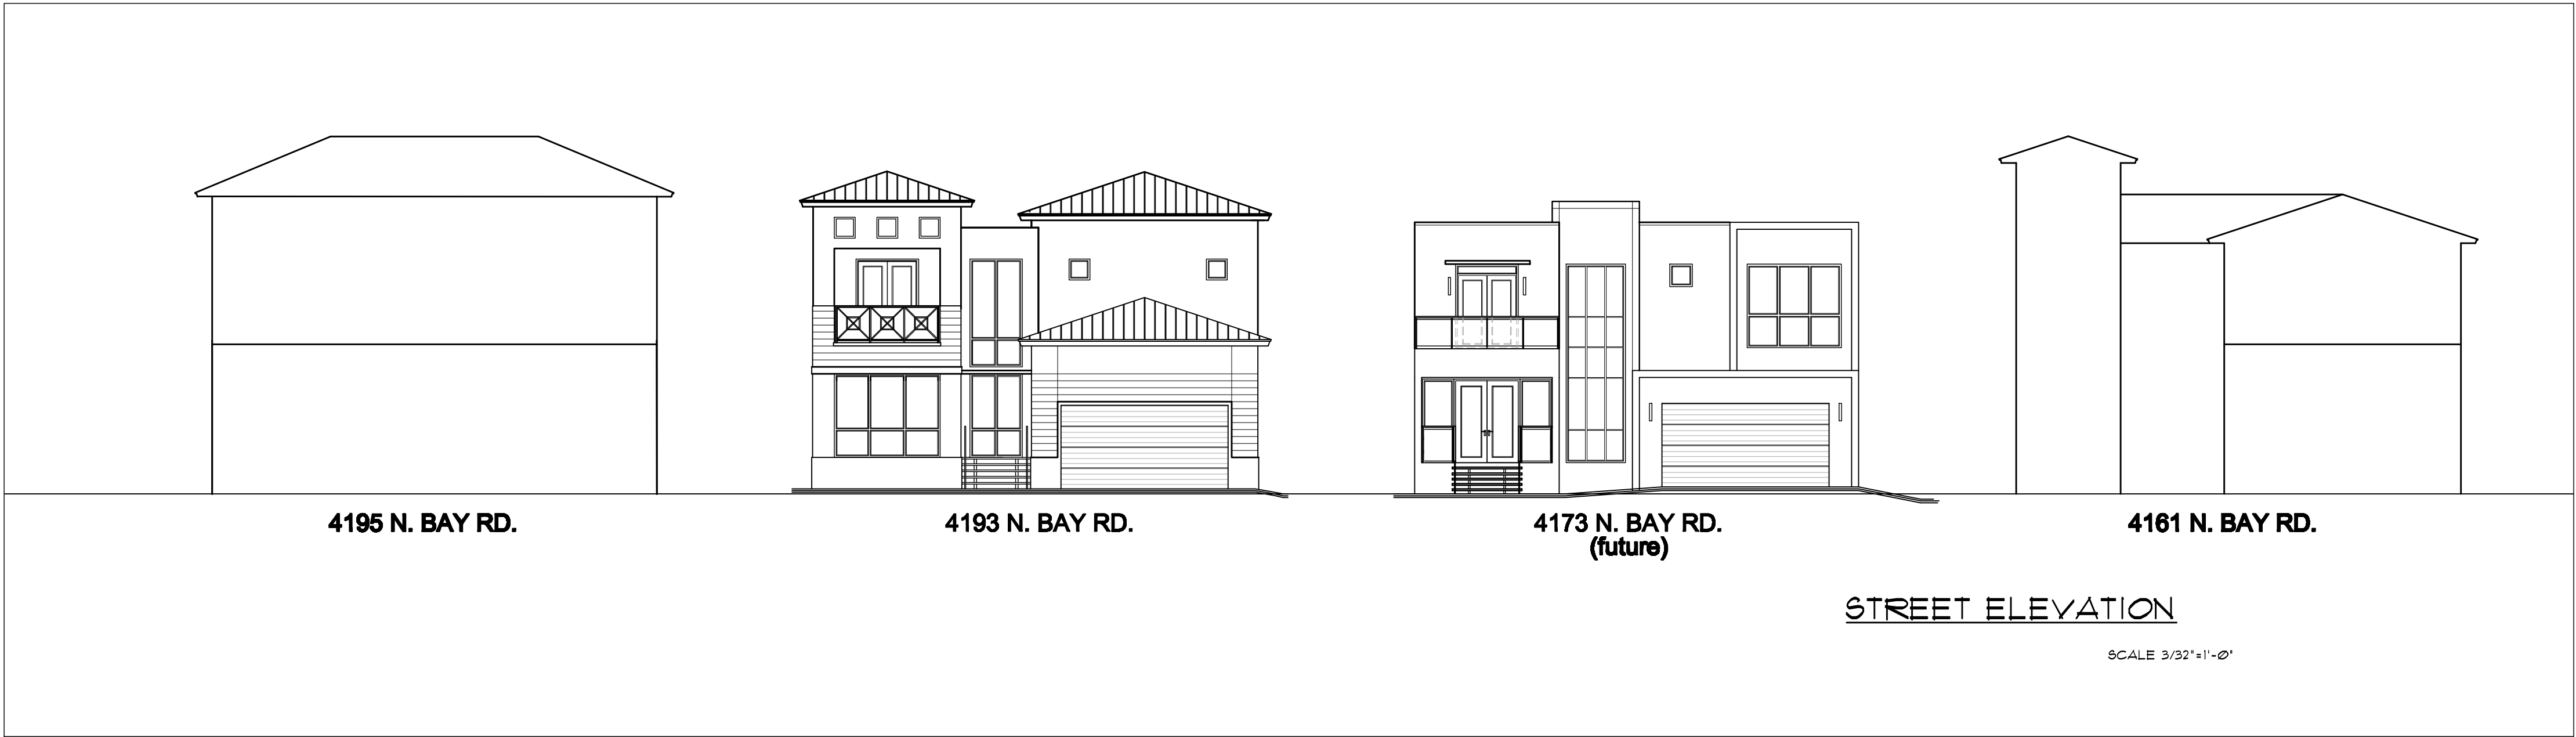 4195 N. BAY RD.
4193 N. BAY RD.
4173 N. BAY RD.
(future)
4161 N. BAY RD.
STREET ELEVATION
SCALE 3/32"=1'-0"